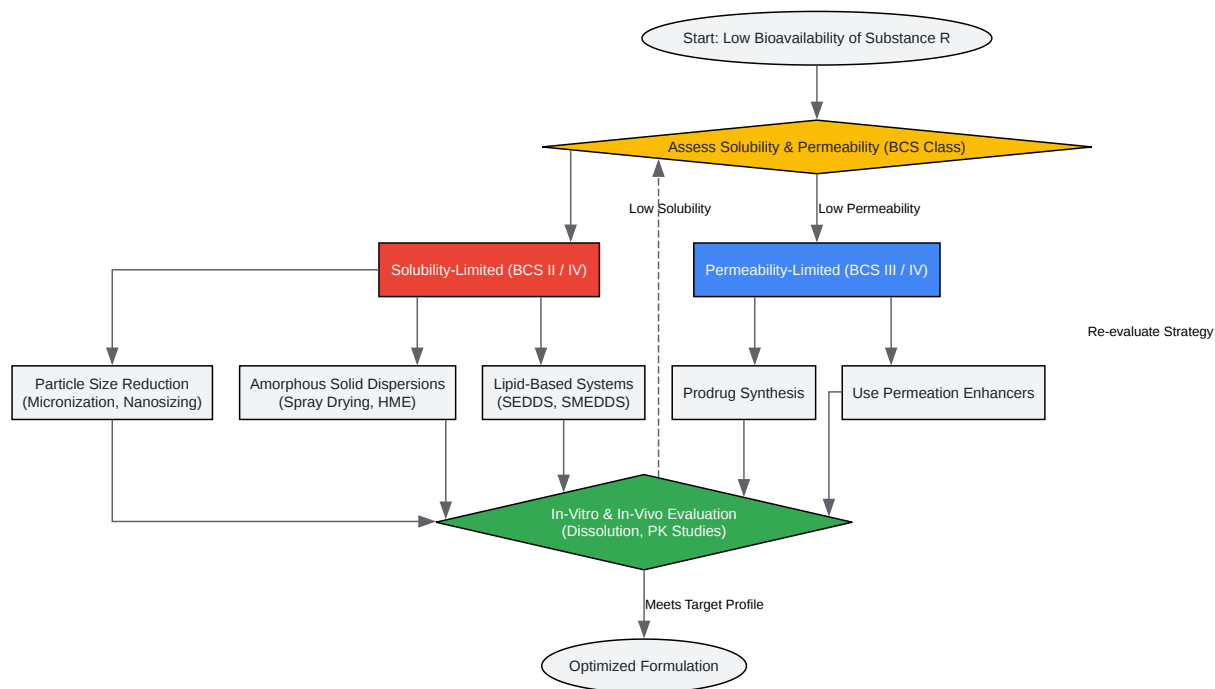 Start: Low Bioavailability of Substance R
Assess Solubility & Permeability (BCS Class)
Low Solubility
Low Permeability
Solubility-Limited (BCS II / IV)
Permeability-Limited (BCS III / IV)
Re-evaluate Strategy
Particle Size Reduction
(Micronization, Nanosizing)
Amorphous Solid Dispersions
(Spray Drying, HME)
Lipid-Based Systems
(SEDDS, SMEDDS)
Prodrug Synthesis
Use Permeation Enhancers
In-Vitro & In-Vivo Evaluation
(Dissolution, PK Studies)
Meets Target Profile
Optimized Formulation